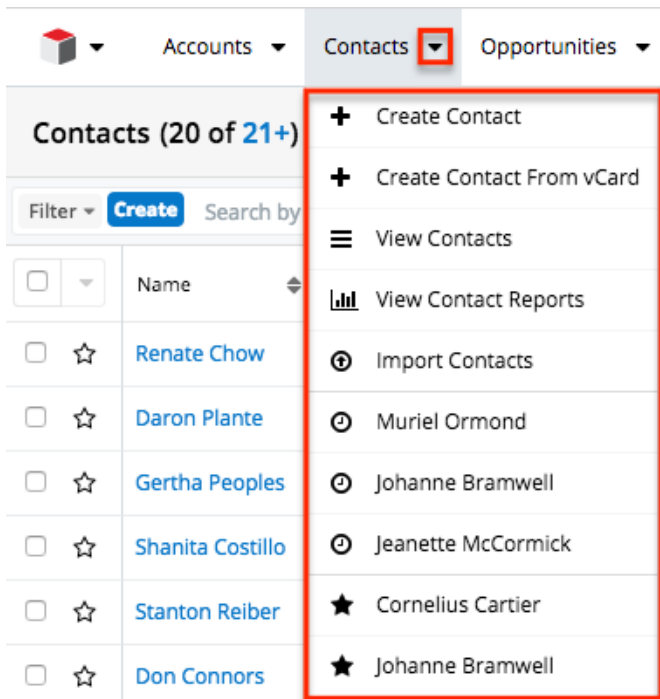 Accounts Contacts Opportunities
Contacts (20 of 21+)
Filter Create Search by
Name
Renate Chow
Daron Plante
Gertha Peoples
Shanita Costillo
Stanton Reiber
Don Connors
Create Contact
Create Contact From vCard
View Contacts
View Contact Reports
Import Contacts
Muriel Ormond
Johanne Bramwell
Jeanette McCormick
Cornelius Cartier
Johanne Bramwell